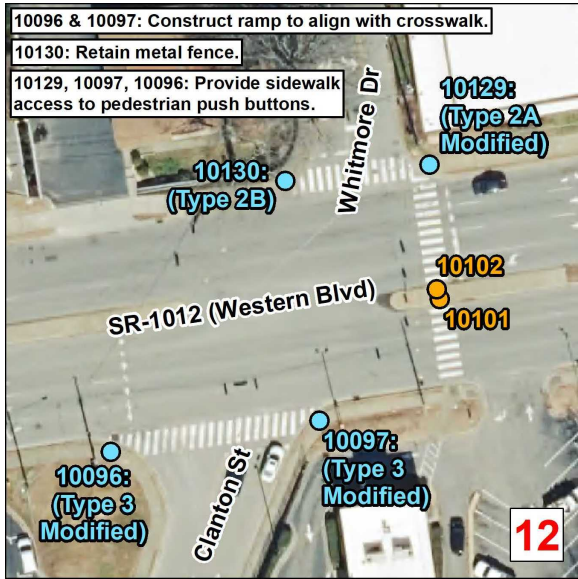 10096 & 10097: Construct ramp to align with crosswalk.
10130: Retain metal fence.
10129, 10097, 10096: Provide sidewalk
access to pedestrian push buttons.
Whitmore Dr
10129:
(Type 2A
Modified)
10130:
(Type 2B)
10102
10101
SR-1012 (Western Blvd)
10097:
(Type 3
Modified)
10096:
(Type 3
Modified)
Clanton St
12